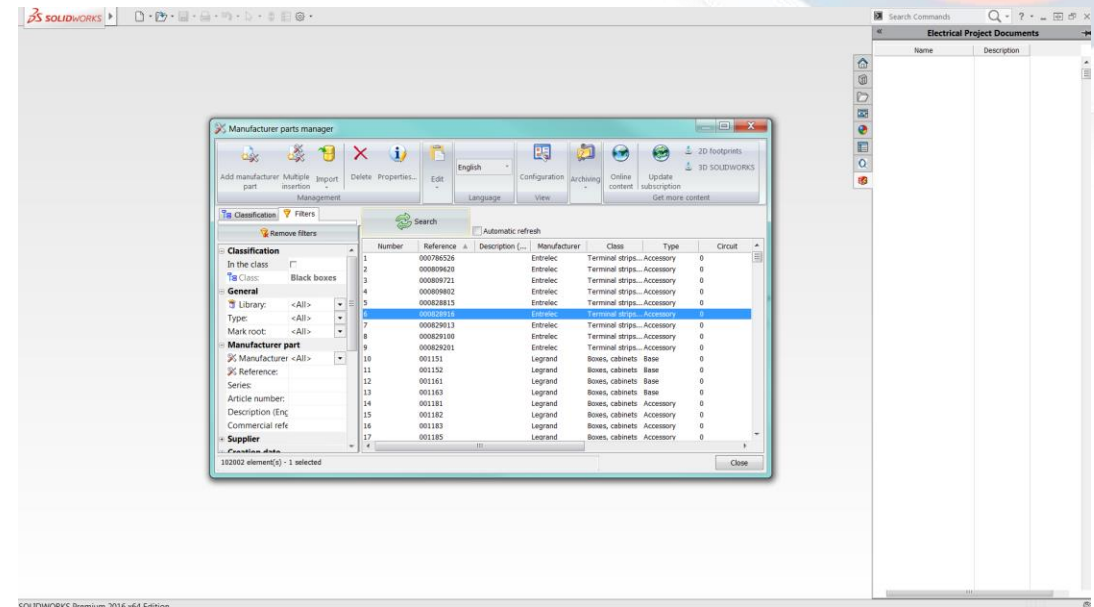 SOLIDWORKS
Search Commands
Electrical Project Documents
Name Description
Manufacturer parts manager
Add manufacturer part
Multiple insertion
Import
Delete
Properties...
Edit
English
Configuration
Archiving
Online content
Update subscription
2D footprints
3D SOLIDWORKS
Management Language View Get more content
Classification Filters
Remove filters
Search
Automatic refresh
Classification
In the class
Class: Black boxes
General
Library: <All>
Type: <All>
Mark root: <All>
Manufacturer part
Manufacturer <All>
Reference:
Series:
Article number:
Description (Eng
Commercial refe
Supplier
Creation date
Number Reference Description (... Manufacturer Class Type Circuit
1 000786526 Entrelec Terminal strips... Accessory 0
2 000809620 Entrelec Terminal strips... Accessory 0
3 000809721 Entrelec Terminal strips... Accessory 0
4 000809802 Entrelec Terminal strips... Accessory 0
5 000828815 Entrelec Terminal strips... Accessory 0
6 000828916 Entrelec Terminal strips... Accessory 0
7 000829013 Entrelec Terminal strips... Accessory 0
8 000829100 Entrelec Terminal strips... Accessory 0
9 000829201 Entrelec Terminal strips... Accessory 0
10 001151 Legrand Boxes, cabinets Base 0
11 001152 Legrand Boxes, cabinets Base 0
12 001161 Legrand Boxes, cabinets Base 0
13 001163 Legrand Boxes, cabinets Base 0
14 001181 Legrand Boxes, cabinets Accessory 0
15 001182 Legrand Boxes, cabinets Accessory 0
16 001183 Legrand Boxes, cabinets Accessory 0
17 001185 Legrand Boxes, cabinets Accessory 0
102002 element(s) - 1 selected
Close
SOLIDWORKS Premium 2016 x64 Edition